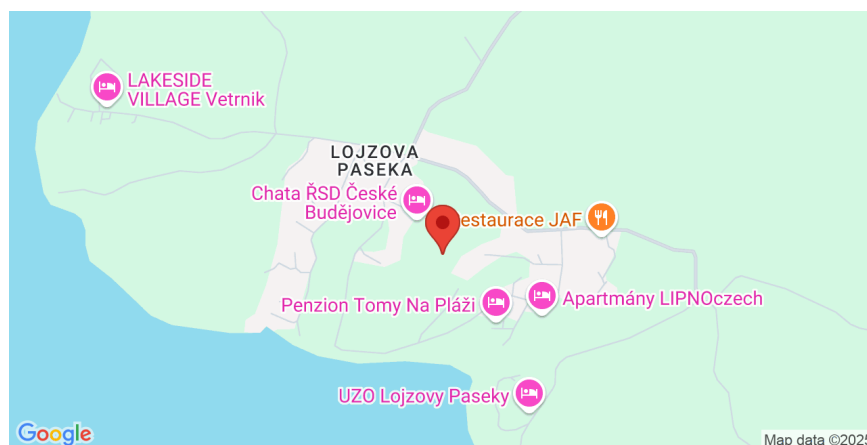 LAKESIDE
VILLAGE Vetrnik
LOJZOVA
PASEKA
Chata ŘSD České
Budějovice
estaurace JAF
Penzion Tomy Na Pláži
Apartmány LIPNOczech
UZO Lojzovy Paseky
Google
Map data ©2025